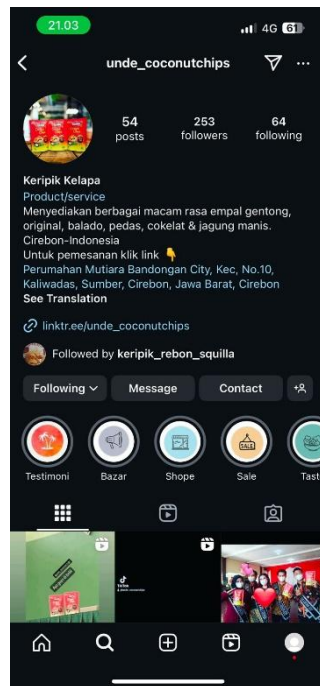 21.03
4G 61
unde_coconutchips
54 253 64
posts followers following
Keripik Kelapa
Product/service
Menyediakan berbagai macam rasa empal gentong,
original, balado, pedas, cokelat & jagung manis.
Cirebon-Indonesia
Untuk pemesanan klik link 👇
Perumahan Mutiara Bandongan City, Kec, No.10,
Kaliwadas, Sumber, Cirebon, Jawa Barat, Cirebon
See Translation
linktr.ee/unde_coconutchips
Followed by keripik_rebon_squilla
Following Message Contact
Testimoni Bazar Shope Sale Tast
SALE
TikTok